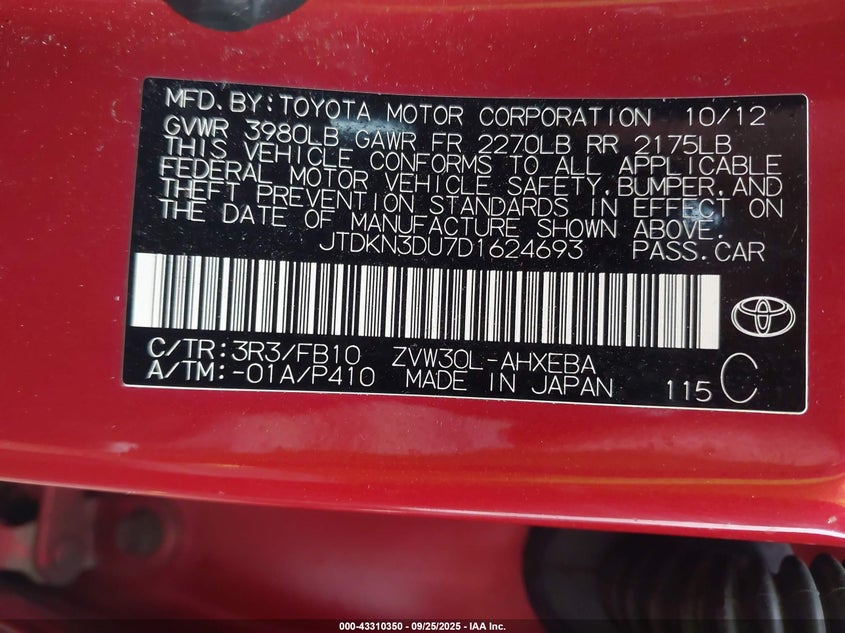 MFD. BY: TOYOTA MOTOR CORPORATION 10/12
GVWR 3980LB GAWR FR 2270LB RR 2175LB
THIS VEHICLE CONFORMS TO ALL APPLICABLE
FEDERAL MOTOR VEHICLE SAFETY, BUMPER, AND
THEFT PREVENTION STANDARDS IN EFFECT ON
THE DATE OF MANUFACTURE SHOWN ABOVE.
JTDKN3DU7D1624693 PASS. CAR
C/TR: 3R3/FB10 ZVW30L-AHXEBA
A/TM: -01A/P410 MADE IN JAPAN 115 C
000-43310350 - 09/25/2025 - IAA Inc.